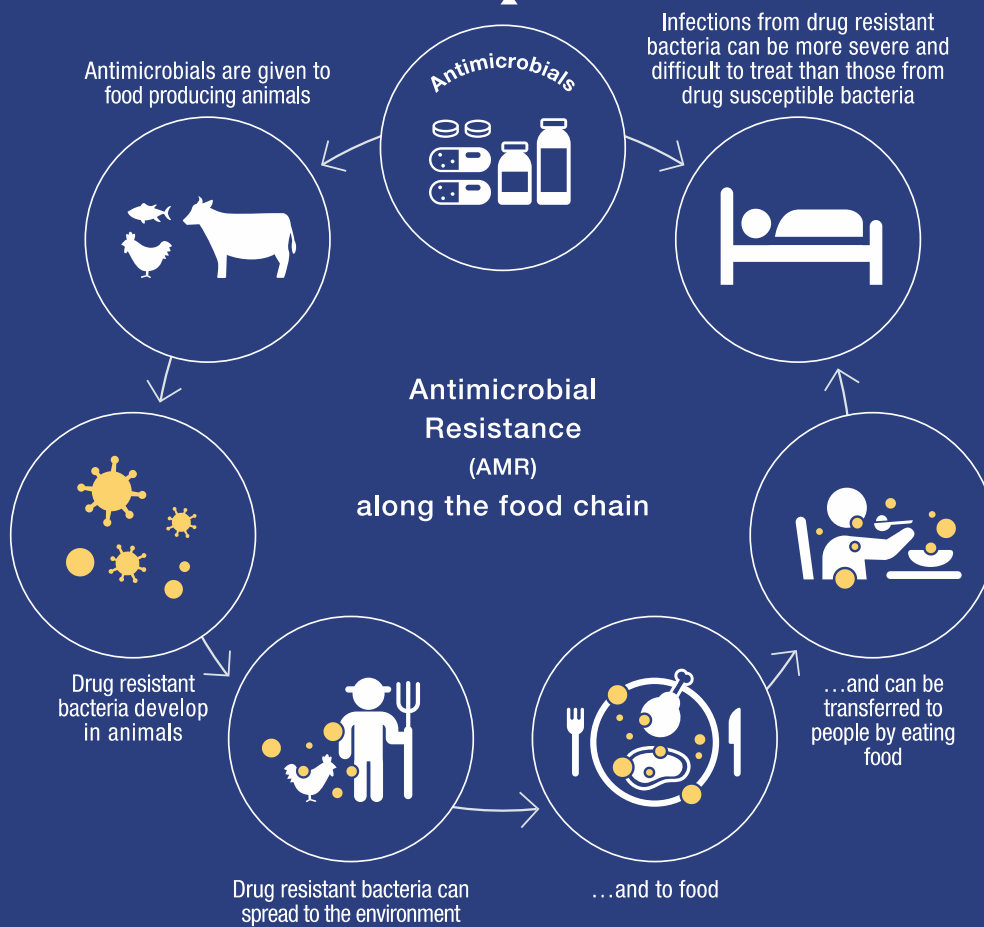 Antimicrobials
Antimicrobials are given to
food producing animals
Infections from drug resistant
bacteria can be more severe and
difficult to treat than those from
drug susceptible bacteria
Antimicrobial
Resistance
(AMR)
along the food chain
Drug resistant
bacteria develop
in animals
Drug resistant bacteria can
spread to the environment
...and to food
...and can be
transferred to
people by eating
food